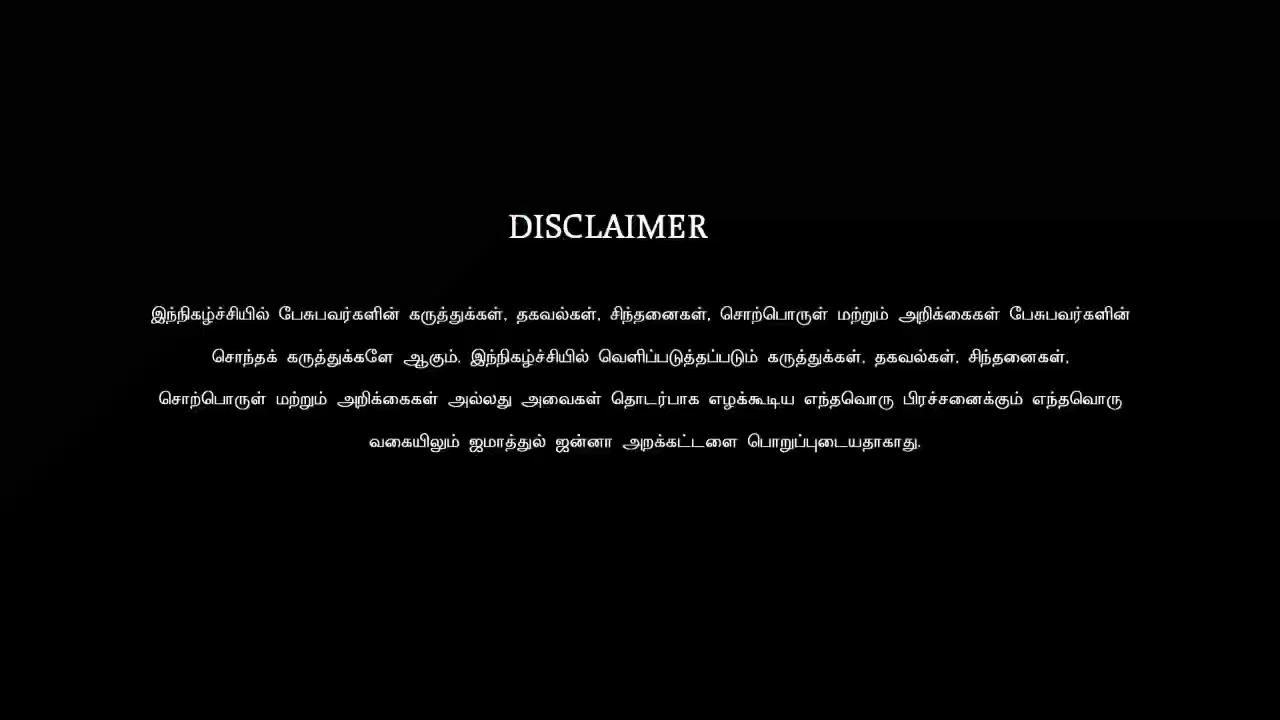 DISCLAIMER
இந்நிகழ்ச்சியில் பேசுபவர்களின் கருத்துக்கள், தகவல்கள், சிந்தனைகள், சொற்பொருள் மற்றும் அறிக்கைகள் பேசுபவர்களின்
சொந்தக் கருத்துக்களே ஆகும். இந்நிகழ்ச்சியில் வெளிப்படுத்தப்படும் கருத்துக்கள், தகவல்கள், சிந்தனைகள்,
சொற்பொருள் மற்றும் அறிக்கைகள் அல்லது அவைகள் தொடர்பாக எழக்கூடிய எந்தவொரு பிரச்சனைக்கும் எந்தவொரு
வகையிலும் ஜமாத்துல் ஜன்னா அறக்கட்டளை பொறுப்புடையதாகாது.